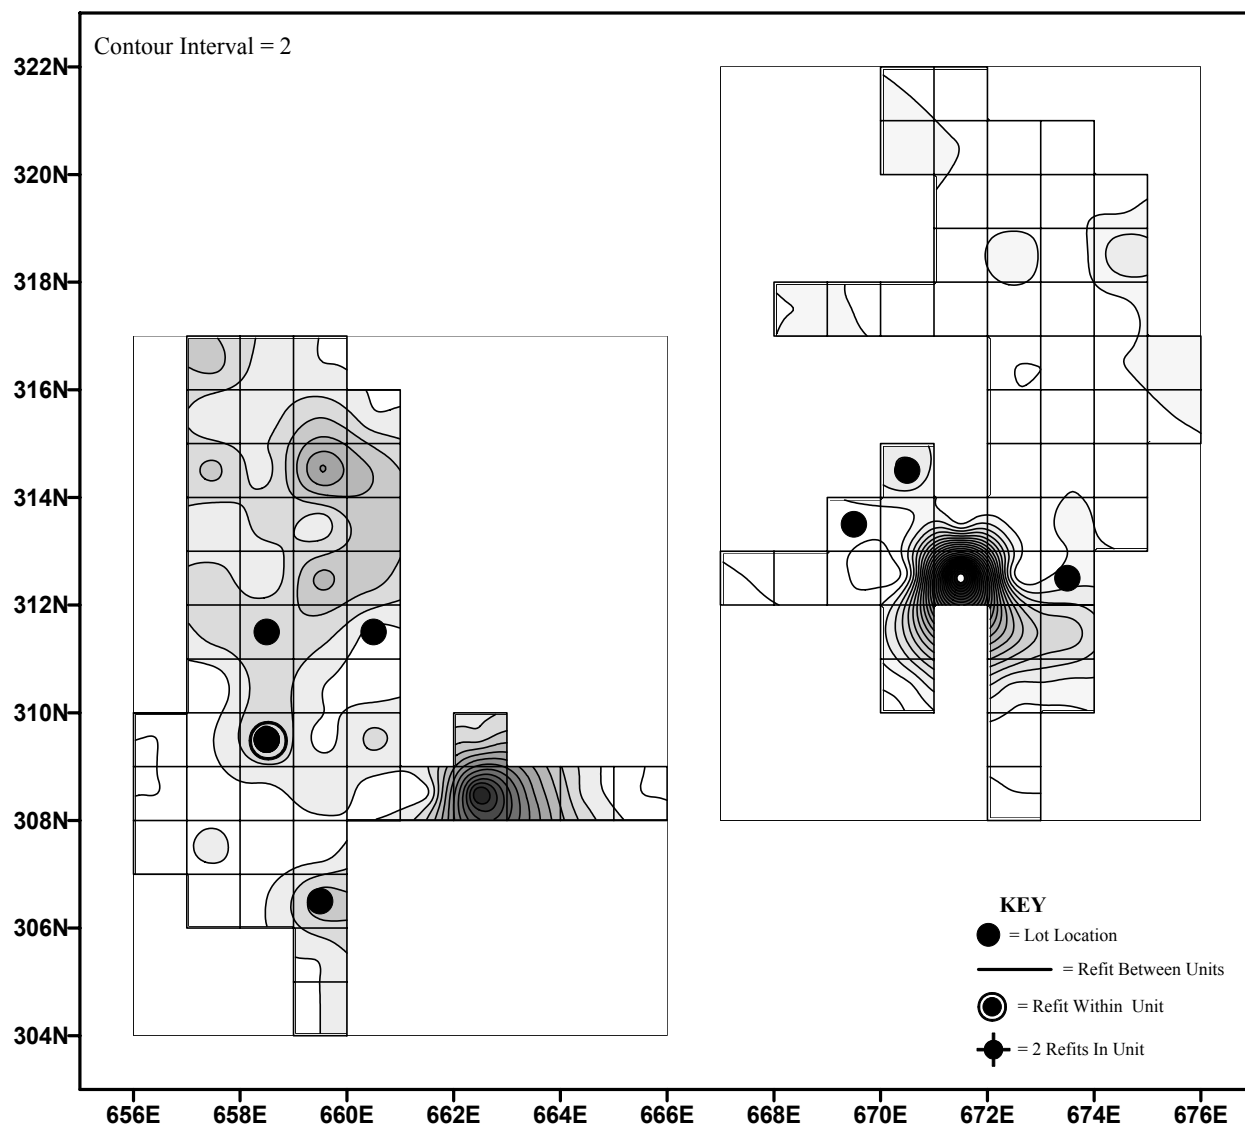 Contour Interval = 2
322N
320N
318N
316N
314N
312N
310N
308N
306N
304N
KEY
= Lot Location
= Refit Between Units
= Refit Within Unit
= 2 Refits In Unit
656E 658E 660E 662E 664E 666E 668E 670E 672E 674E 676E